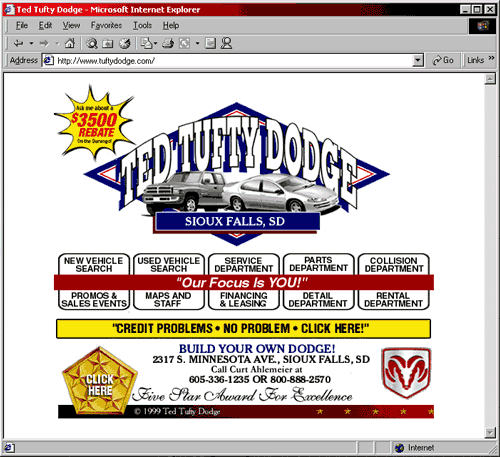 Ted Tufty Dodge - Microsoft Internet Explorer
File Edit View Favorites Tools Help
Address http://www.tuftydodge.com/ Go Links »
Ask me about a
$3500
REBATE
On the Durango!
TED TUFTY DODGE
SIOUX FALLS, SD
NEW VEHICLE SEARCH
USED VEHICLE SEARCH
SERVICE DEPARTMENT
PARTS DEPARTMENT
COLLISION DEPARTMENT
"Our Focus Is YOU!"
PROMOS & SALES EVENTS
MAPS AND STAFF
FINANCING & LEASING
DETAIL DEPARTMENT
RENTAL DEPARTMENT
"CREDIT PROBLEMS • NO PROBLEM • CLICK HERE!"
BUILD YOUR OWN DODGE!
2317 S. MINNESOTA AVE., SIOUX FALLS, SD
Call Curt Ahlemeier at
605-336-1235 OR 800-888-2570
CLICK
HERE
Five Star Award For Excellence
© 1999 Ted Tufty Dodge
Internet